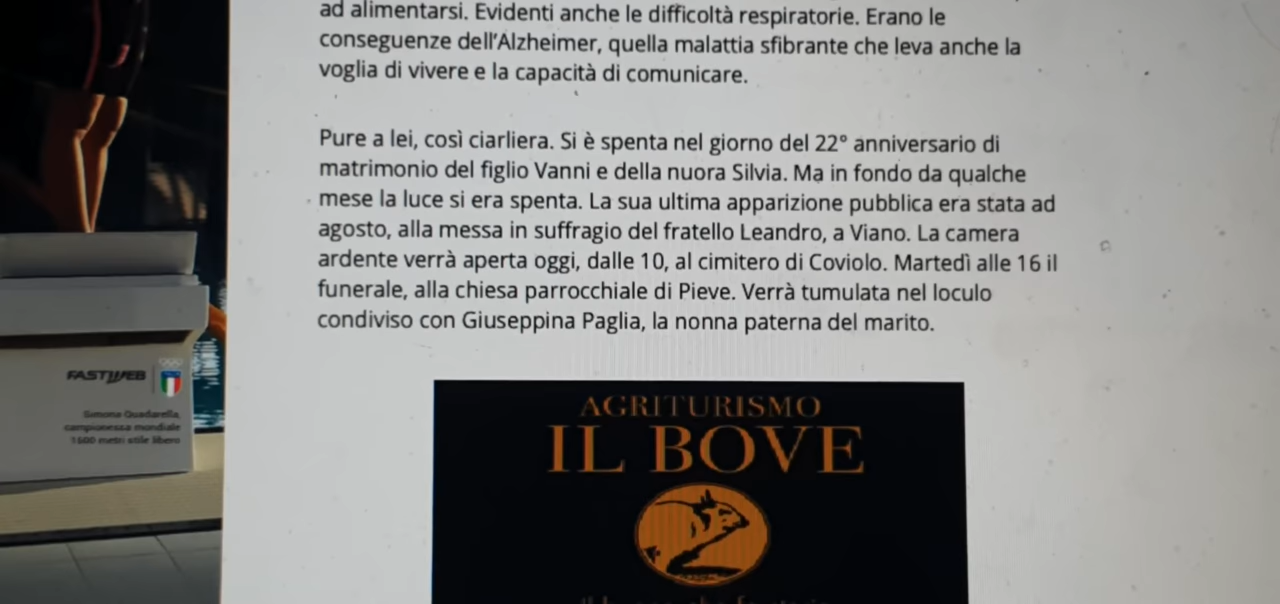 ad alimentarsi. Evidenti anche le difficoltà respiratorie. Erano le
conseguenze dell'Alzheimer, quella malattia sfibrante che leva anche la
voglia di vivere e la capacità di comunicare.
Pure a lei, così ciarliera. Si è spenta nel giorno del 22° anniversario di
matrimonio del figlio Vanni e della nuora Silvia. Ma in fondo da qualche
mese la luce si era spenta. La sua ultima apparizione pubblica era stata ad
agosto, alla messa in suffragio del fratello Leandro, a Viano. La camera
ardente verrà aperta oggi, dalle 10, al cimitero di Coviolo. Martedì alle 16 il
funerale, alla chiesa parrocchiale di Pieve. Verrà tumulata nel loculo
condiviso con Giuseppina Paglia, la nonna paterna del marito.
FASTWEB
Simona Quadarella,
campionessa mondiale
1500 metri stile libero
AGRITURISMO
IL BOVE